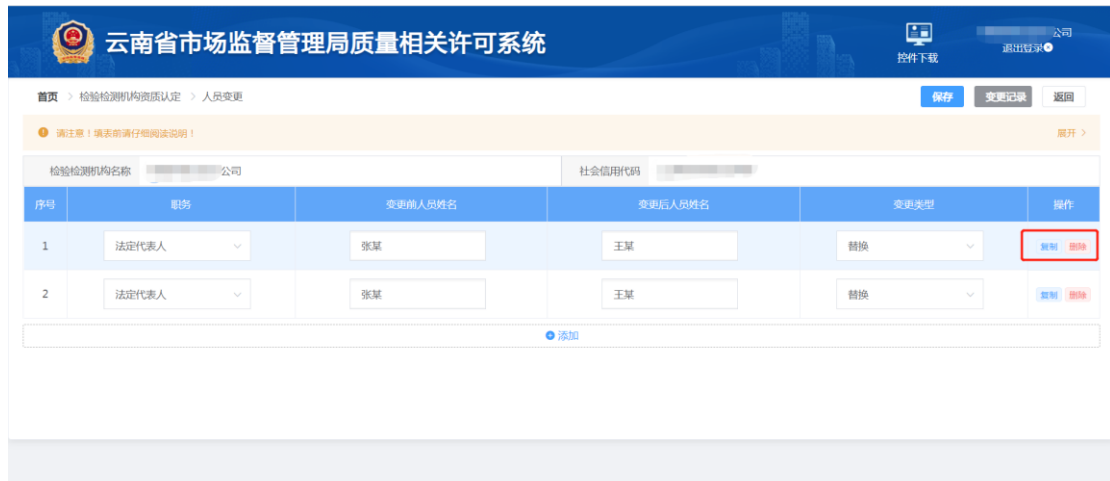 云南省市场监督管理局质量相关许可系统
控件下载
公司
退出登录
首页 > 检验检测机构资质认定 > 人员变更
保存 变更记录 返回
请注意！填表前请仔细阅读说明！ 展开 >
检验检测机构名称 公司 社会信用代码
序号 职务 变更前人员姓名 变更后人员姓名 变更类型 操作
1 法定代表人 张某 王某 替换 复制 删除
2 法定代表人 张某 王某 替换 复制 删除
添加